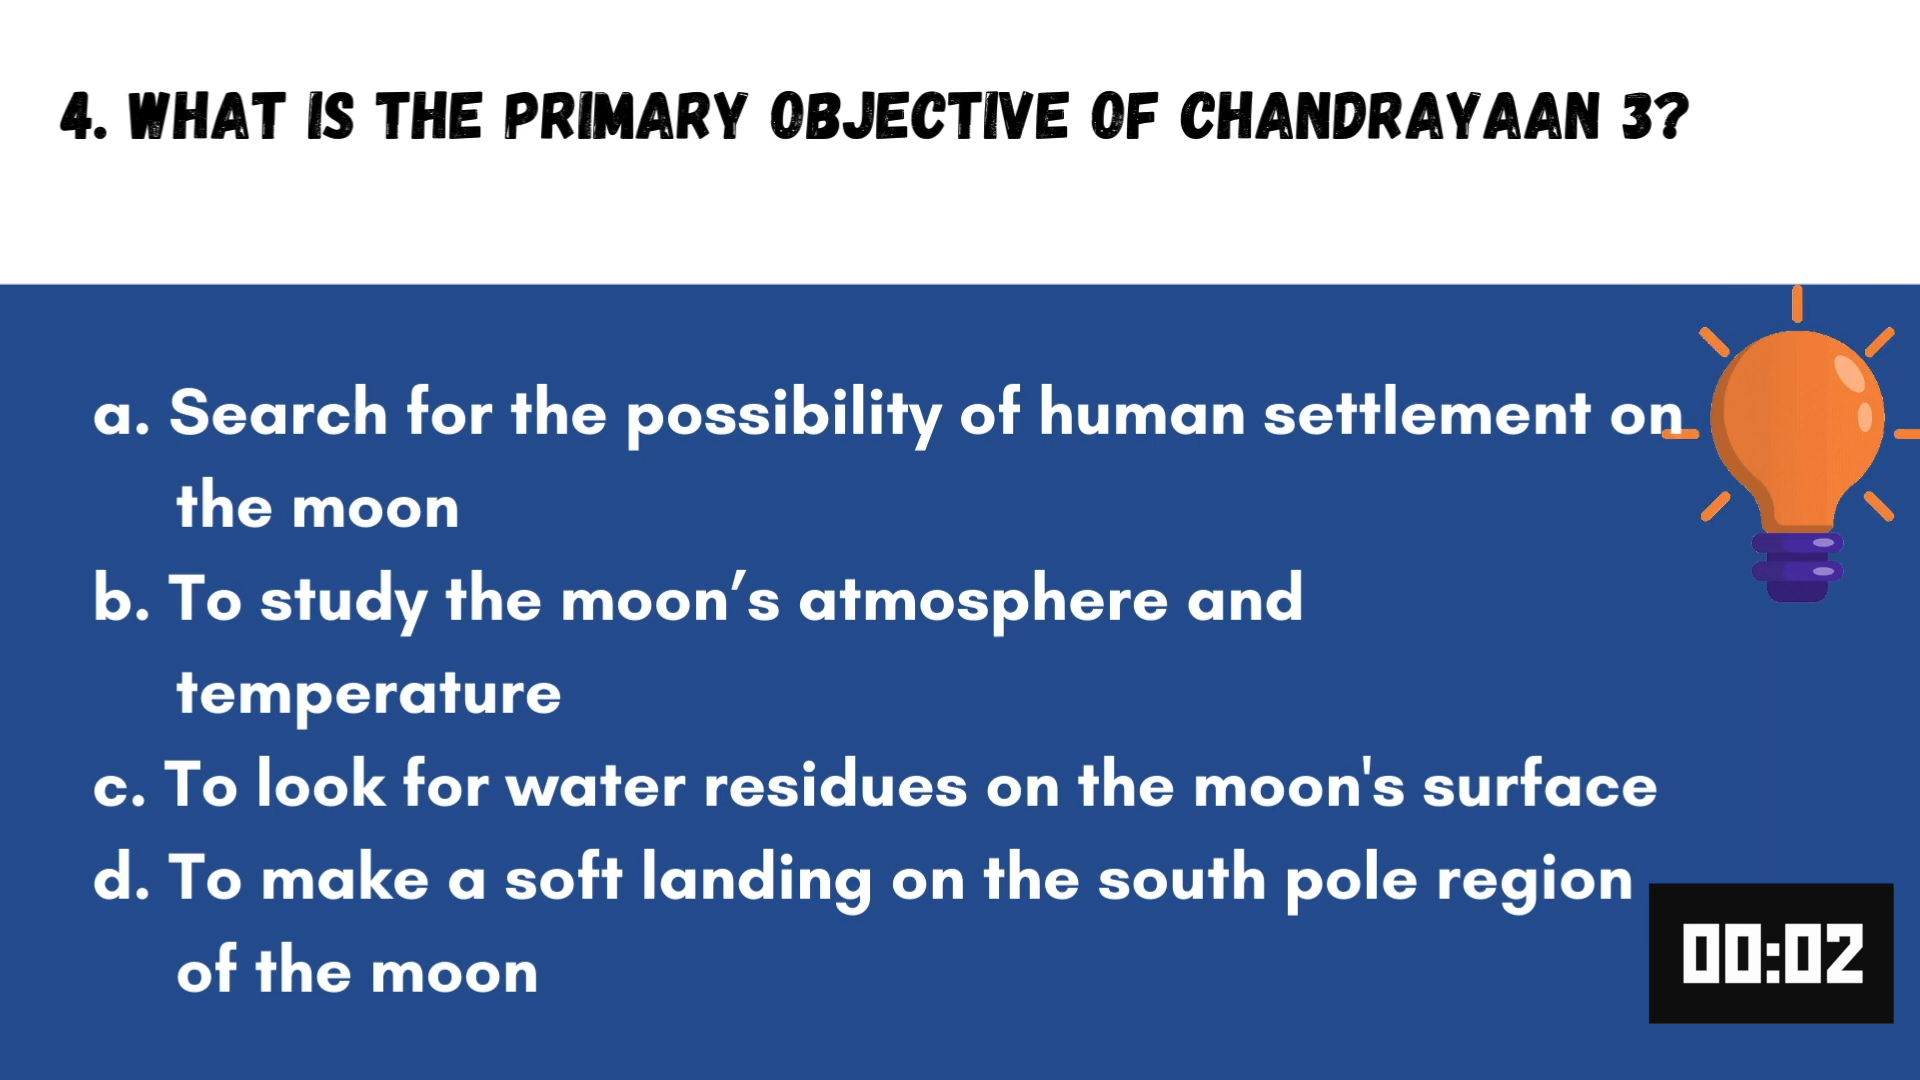 4. WHAT IS THE PRIMARY OBJECTIVE OF CHANDRAYAAN 3?
a. Search for the possibility of human settlement on
the moon
b. To study the moon’s atmosphere and
temperature
c. To look for water residues on the moon's surface
d. To make a soft landing on the south pole region
of the moon
00:02